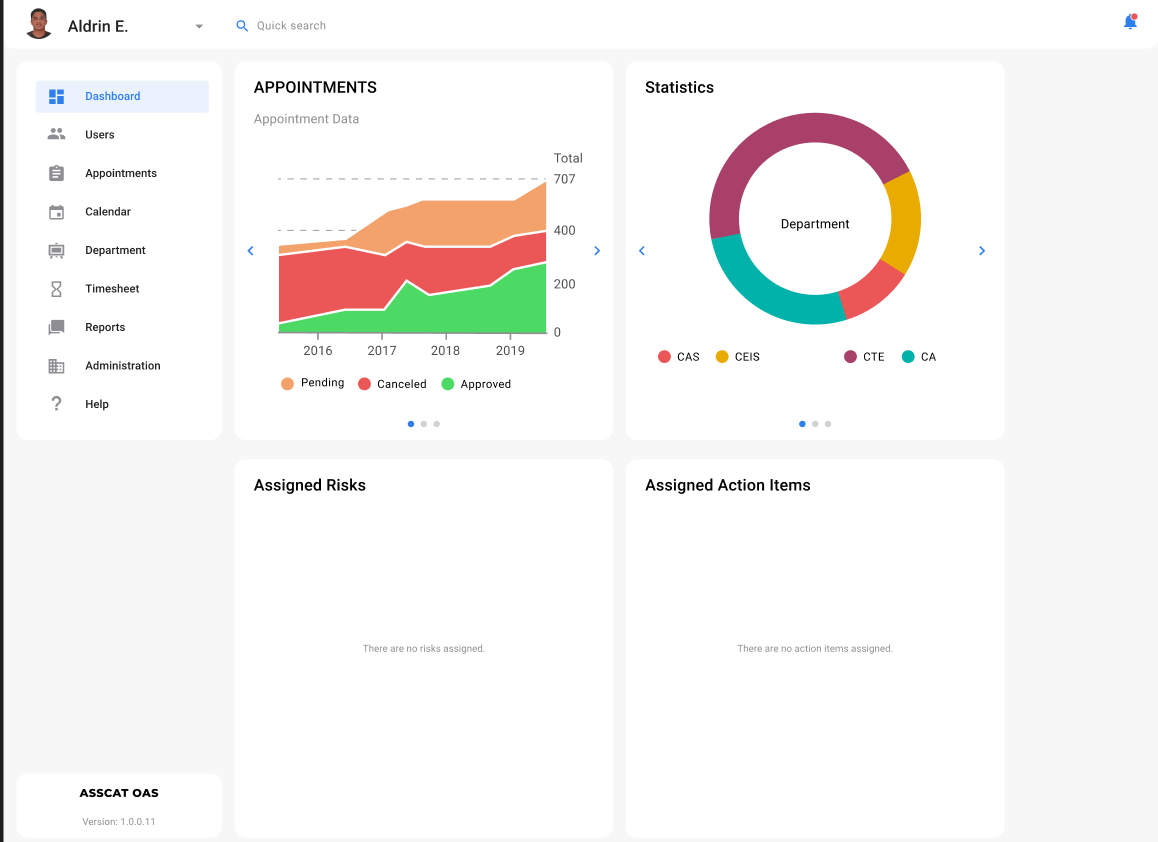 Aldrin E.
Quick search
Dashboard
Users
Appointments
Calendar
Department
Timesheet
Reports
Administration
Help
APPOINTMENTS
Appointment Data
Total
707
400
200
0
2016 2017 2018 2019
Pending Canceled Approved
Statistics
Department
CAS CEIS CTE CA
Assigned Risks
There are no risks assigned.
Assigned Action Items
There are no action items assigned.
ASSCAT OAS
Version: 1.0.0.11